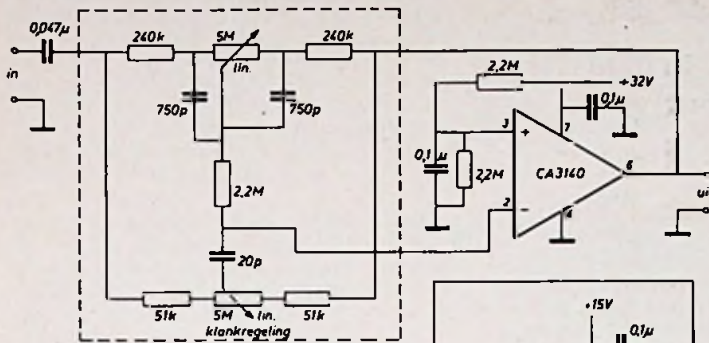 0,047µ
in
240k
5M
lin.
240k
750p
750p
2,2M
20p
51k
5M
lin.
51k
klankregeling
2,2M
+32V
0,1µ
7
3
+
0,1µ
2,2M
CA3140
6
2
-
4
ui
+15V
0,1µ